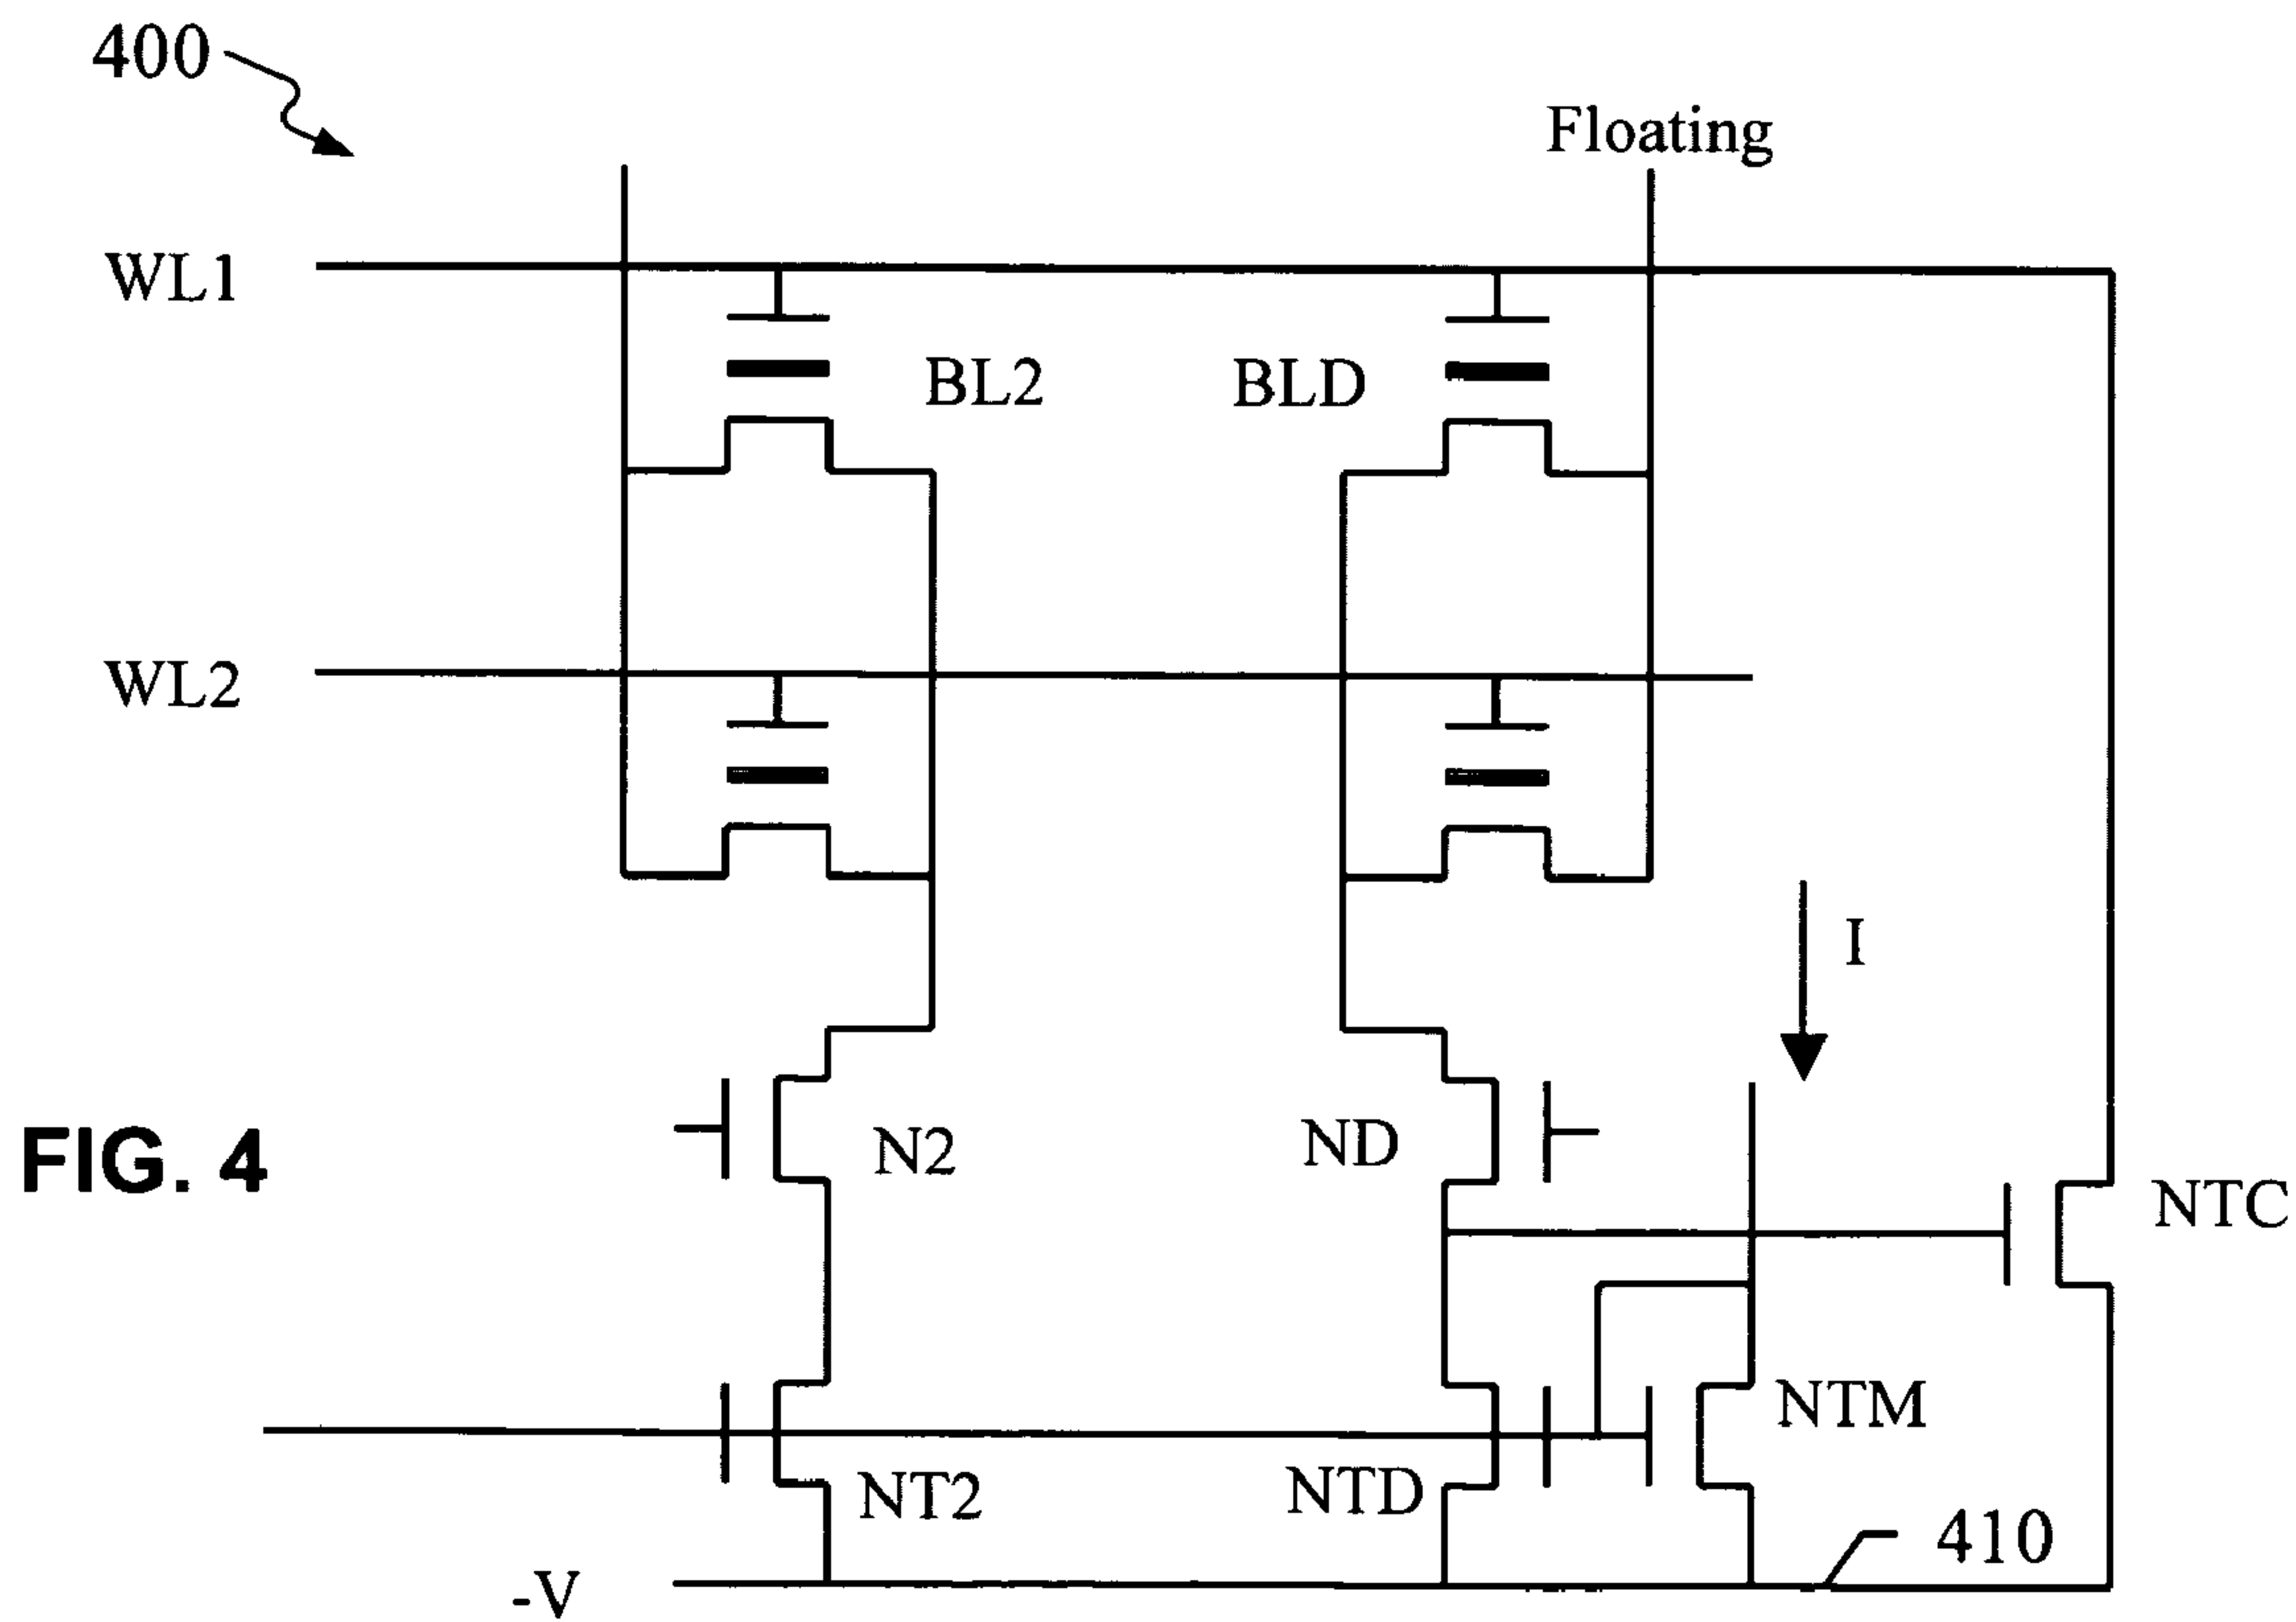 400
Floating
WL1
BL2
BLD
WL2
I
FIG. 4
N2
ND
NTC
NTM
NT2
NTD
410
-V